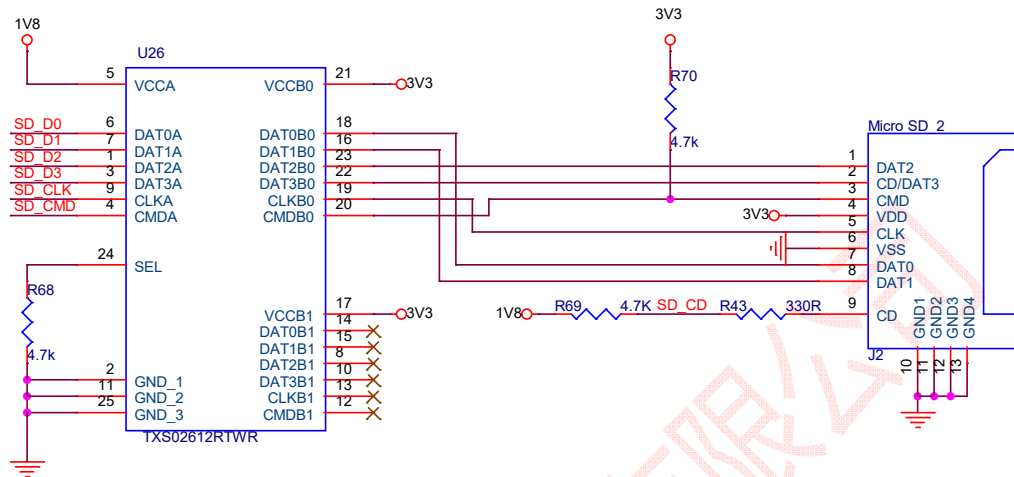 1V8
3V3
U26
R70
4.7k
5 VCCA VCCB0 21 3V3
SD_D0 6 DAT0A DAT0B0 18
SD_D1 7 DAT1A DAT1B0 16
SD_D2 1 DAT2A DAT2B0 23
SD_D3 3 DAT3A DAT3B0 22
SD_CLK 9 CLKA CLKB0 19
SD_CMD 4 CMDA CMDB0 20
24 SEL
R68
4.7k
VCCB1 17 3V3
DAT0B1 14
DAT1B1 15
DAT2B1 8
DAT3B1 10
CLKB1 13
CMDB1 12
2 GND_1
11 GND_2
25 GND_3
TXS02612RTWR
Micro SD_2
1 DAT2
2 CD/DAT3
3 CMD
3V3 4 VDD
5 CLK
6 VSS
7 DAT0
8 DAT1
1V8 R69 4.7K SD_CD R43 330R 9 CD
GND1 GND2 GND3 GND4
J2
10 11 12 13
有限公司